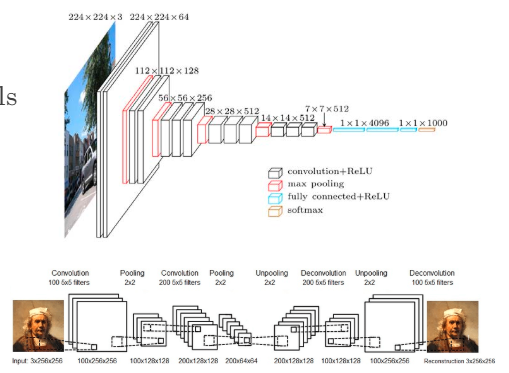 224×224×3 224×224×64
ls
112×112×128
56×56×256
28×28×512
14×14×512
7×7×512
1×1×4096 1×1×1000
convolution+ReLU
max pooling
fully connected+ReLU
softmax
Convolution Pooling Convolution Pooling Unpooling Deconvolution Unpooling Deconvolution
100 5x5 filters 2x2 200 5x5 filters 2x2 2x2 200 5x5 filters 2x2 100 5x5 filters
Input: 3x256x256 100x256x256 100x128x128 200x128x128 200x64x64 200x128x128 100x128x128 100x256x256 Reconstruction 3x256x256